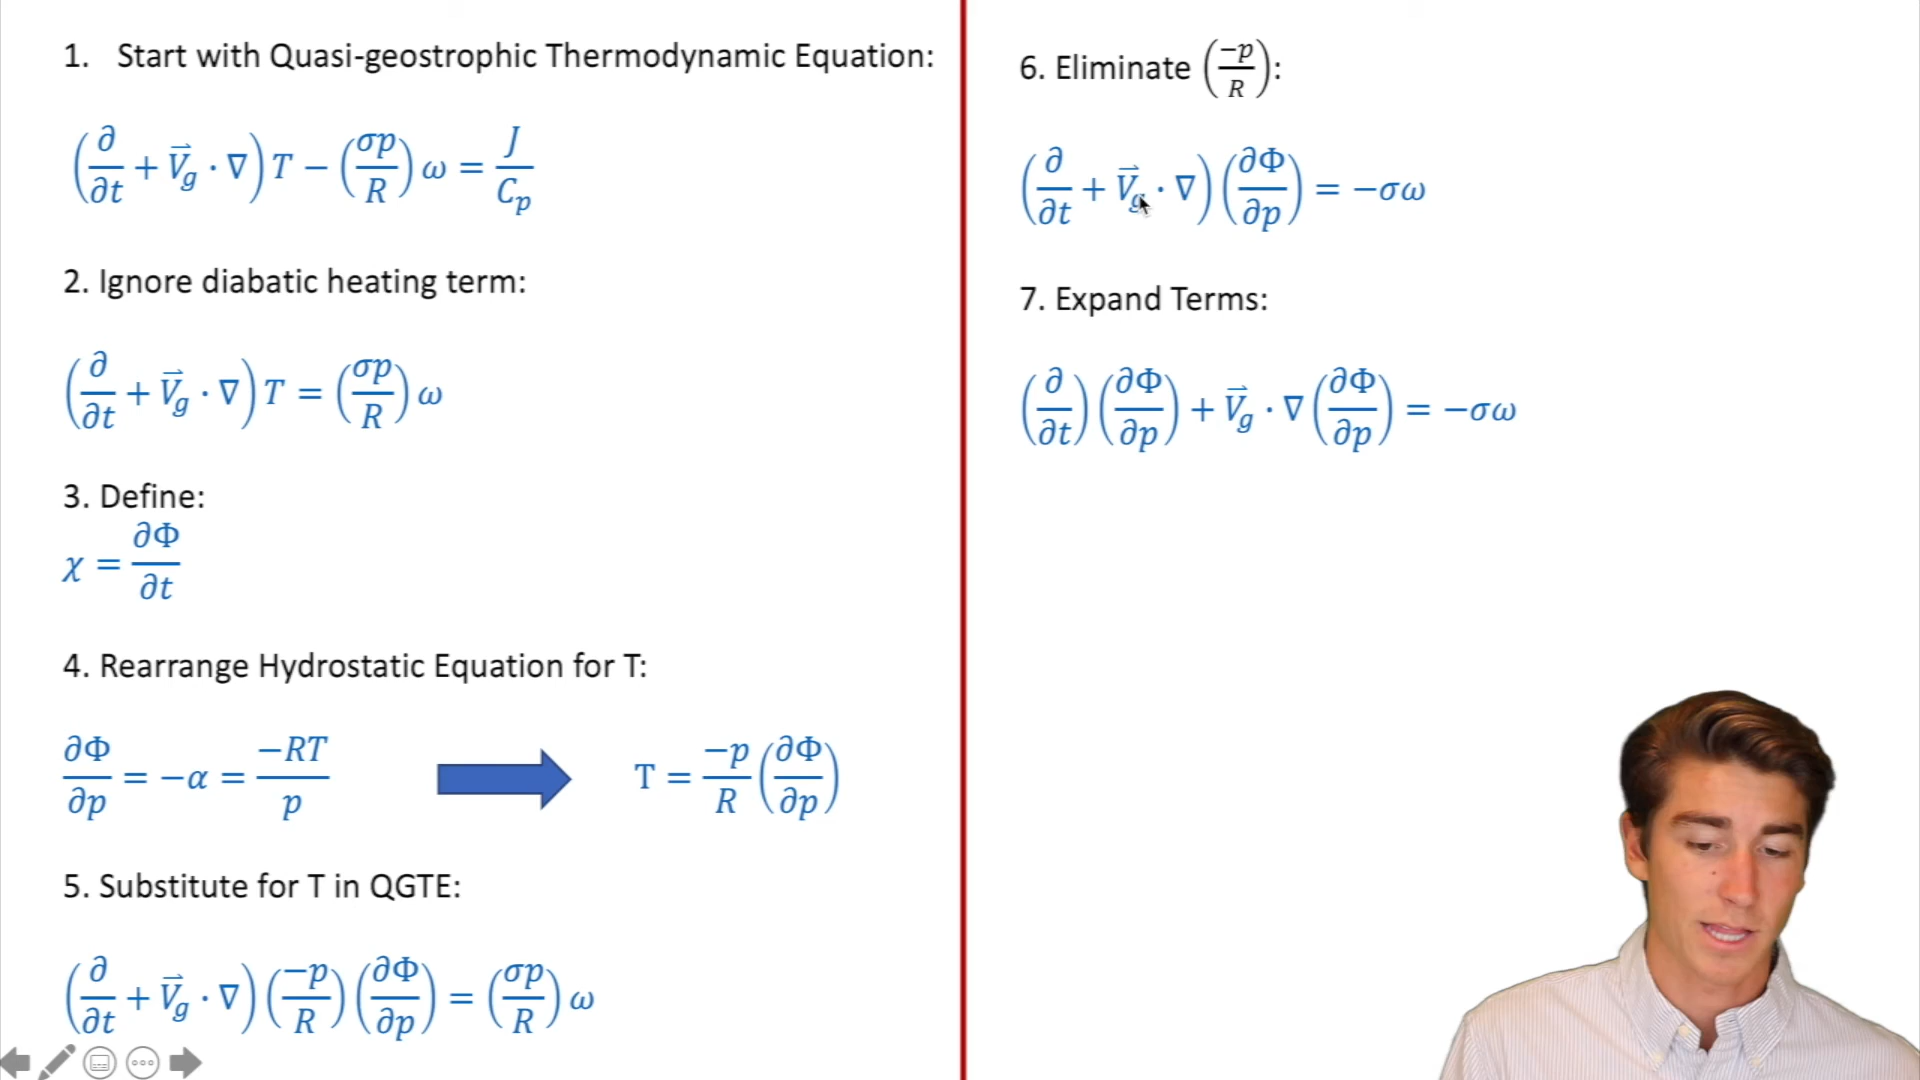 1. Start with Quasi-geostrophic Thermodynamic Equation:
(∂/∂t + V⃗g · ∇) T − (σp/R) ω = J/Cp
2. Ignore diabatic heating term:
(∂/∂t + V⃗g · ∇) T = (σp/R) ω
3. Define:
χ = ∂Φ/∂t
4. Rearrange Hydrostatic Equation for T:
∂Φ/∂p = −α = −RT/p
T = −p/R (∂Φ/∂p)
5. Substitute for T in QGTE:
(∂/∂t + V⃗g · ∇) (−p/R) (∂Φ/∂p) = (σp/R) ω
6. Eliminate (−p/R):
(∂/∂t + V⃗g · ∇) (∂Φ/∂p) = −σω
7. Expand Terms:
(∂/∂t) (∂Φ/∂p) + V⃗g · ∇ (∂Φ/∂p) = −σω